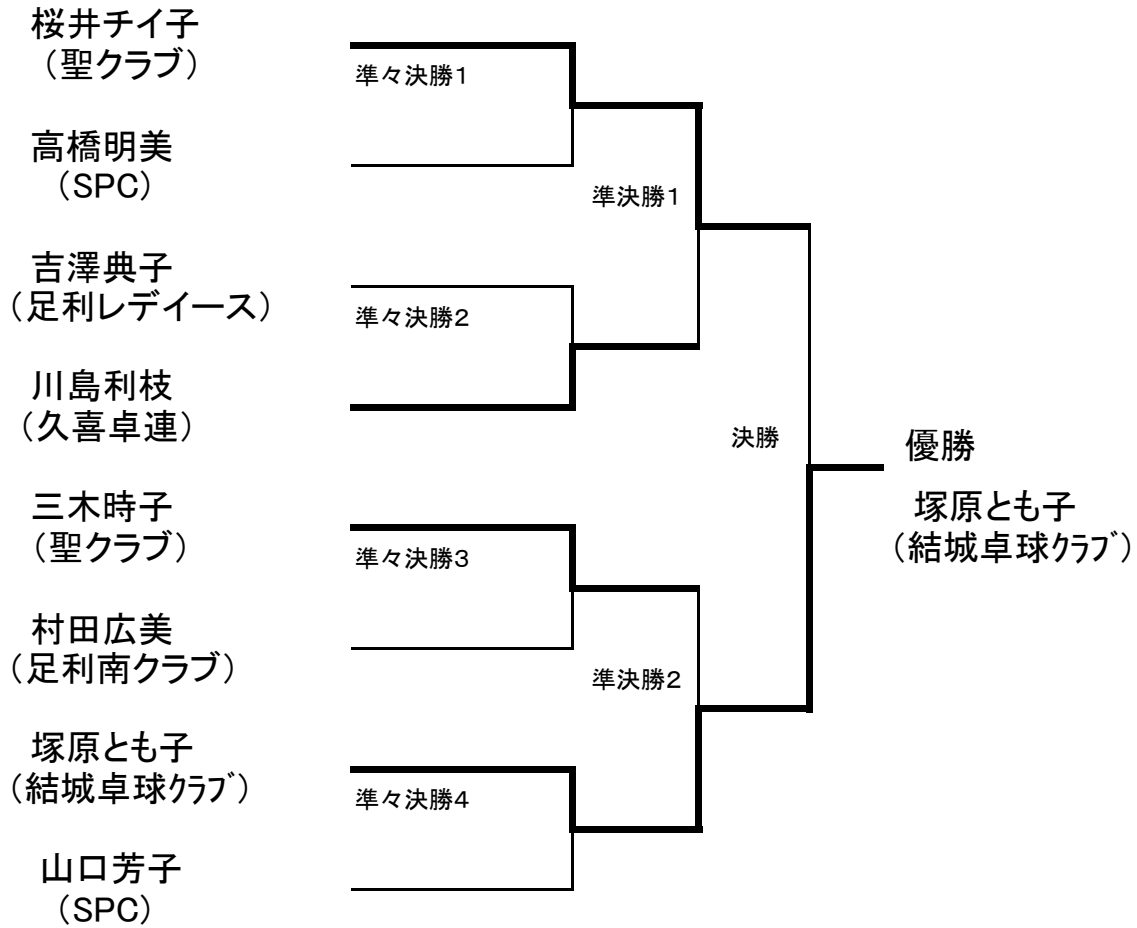 桜井チイ子
（聖クラブ）
準々決勝1
高橋明美
（SPC）
準決勝1
吉澤典子
（足利レデイース）
準々決勝2
川島利枝
（久喜卓連）
決勝
優勝
塚原とも子
（結城卓球ｸﾗﾌﾞ）
三木時子
（聖クラブ）
準々決勝3
村田広美
（足利南クラブ）
準決勝2
塚原とも子
（結城卓球ｸﾗﾌﾞ）
準々決勝4
山口芳子
（SPC）